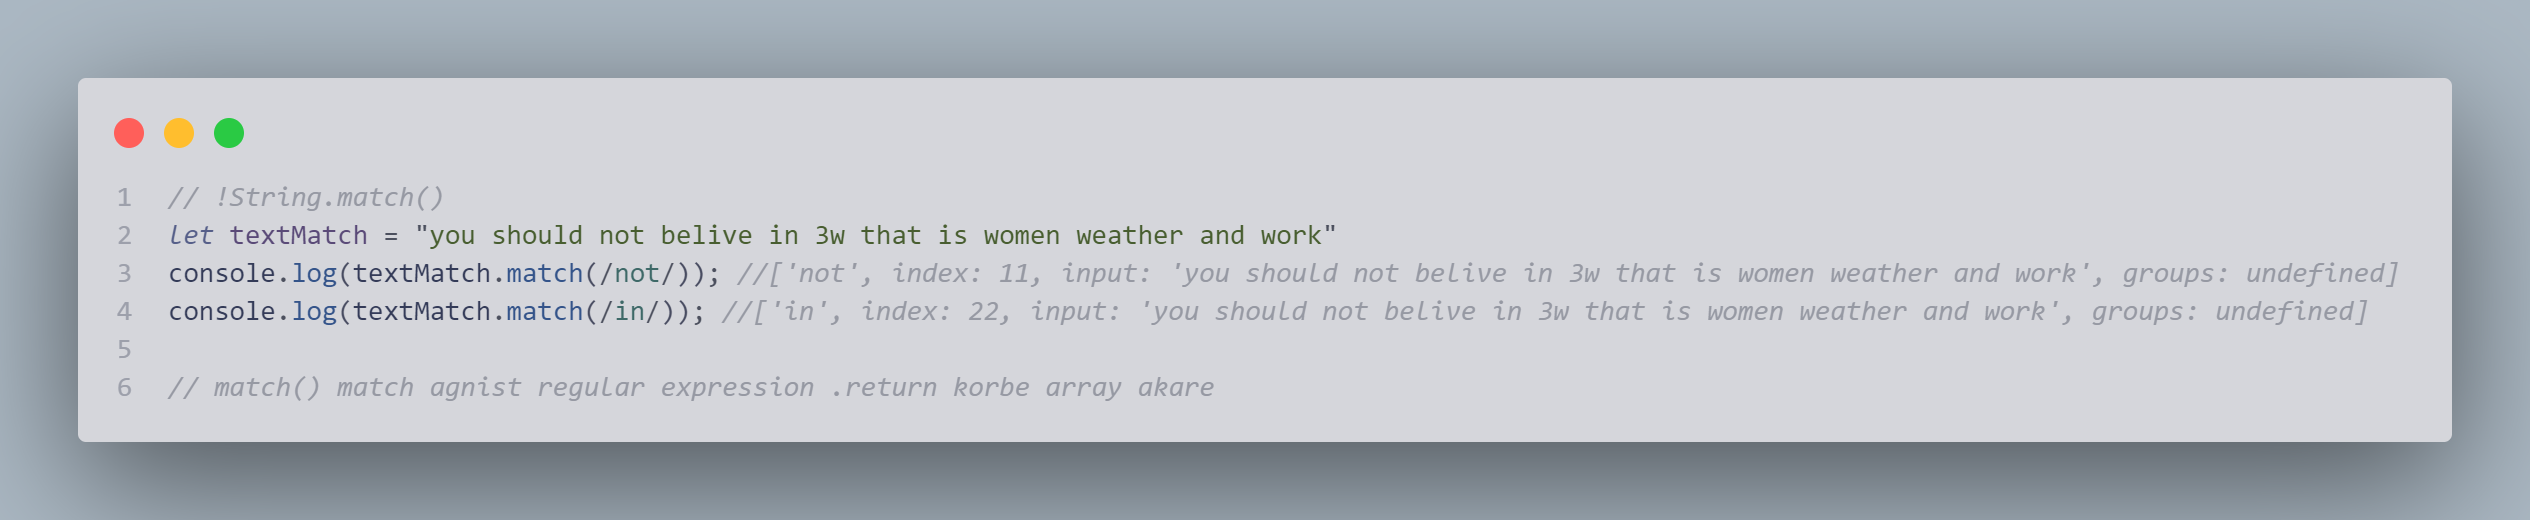 1 // !String.match()
2 let textMatch = "you should not belive in 3w that is women weather and work"
3 console.log(textMatch.match(/not/)); //['not', index: 11, input: 'you should not belive in 3w that is women weather and work', groups: undefined]
4 console.log(textMatch.match(/in/)); //['in', index: 22, input: 'you should not belive in 3w that is women weather and work', groups: undefined]
5
6 // match() match agnist regular expression .return korbe array akare